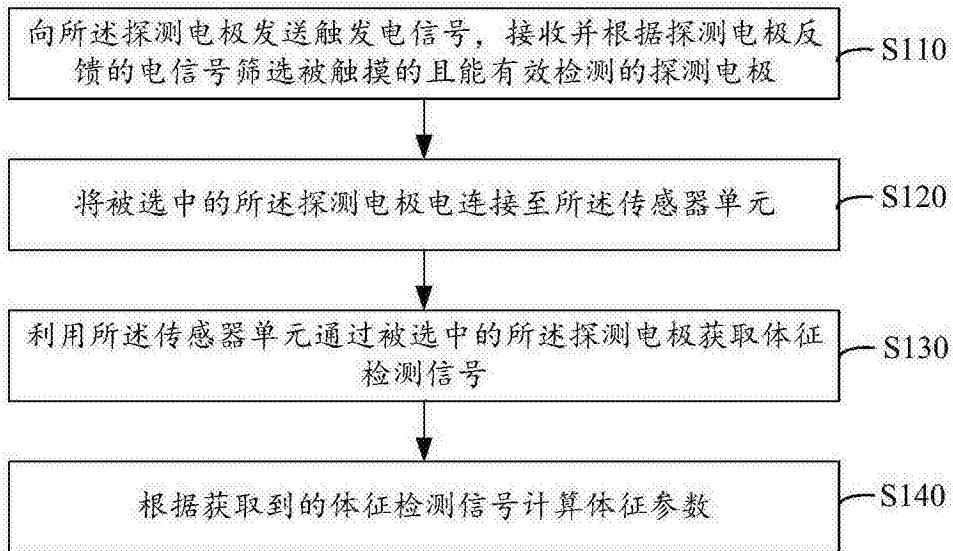 向所述探测电极发送触发电信号，接收并根据探测电极反
馈的电信号筛选被触摸的且能有效检测的探测电极
S110
将被选中的所述探测电极电连接至所述传感器单元
S120
利用所述传感器单元通过被选中的所述探测电极获取体征
检测信号
S130
根据获取到的体征检测信号计算体征参数
S140